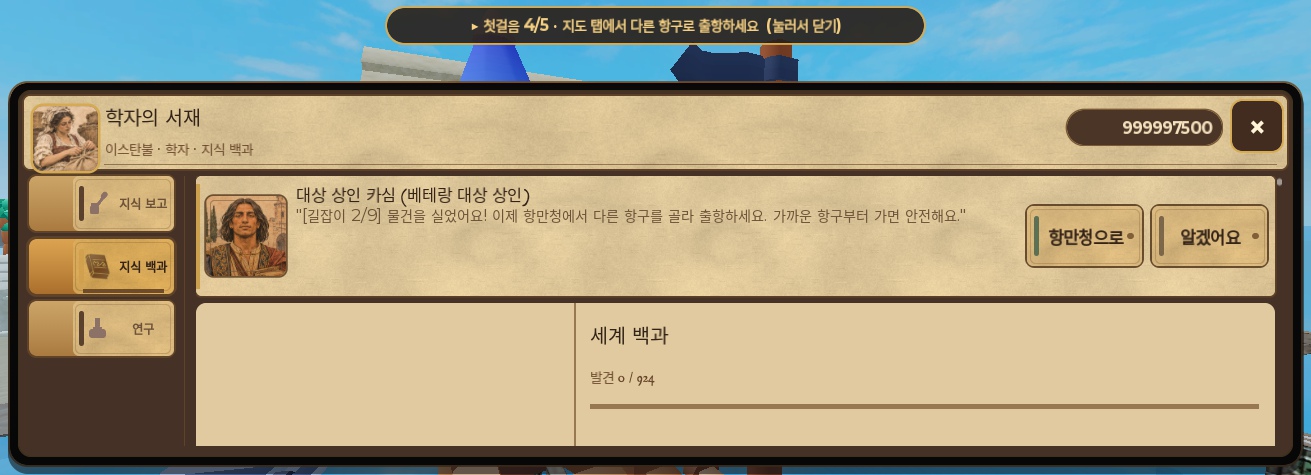 ▸ 첫걸음 4/5 · 지도 탭에서 다른 항구로 출항하세요 (눌러서 닫기)
학자의 서재
이스탄불 · 학자 · 지식 백과
999997500
×
지식 보고
지식 백과
연구
대상 상인 카심 (베테랑 대상 상인)
"[길잡이 2/9] 물건을 실었어요! 이제 항만청에서 다른 항구를 골라 출항하세요. 가까운 항구부터 가면 안전해요."
항만청으로
알겠어요
세계 백과
발견 0 / 924